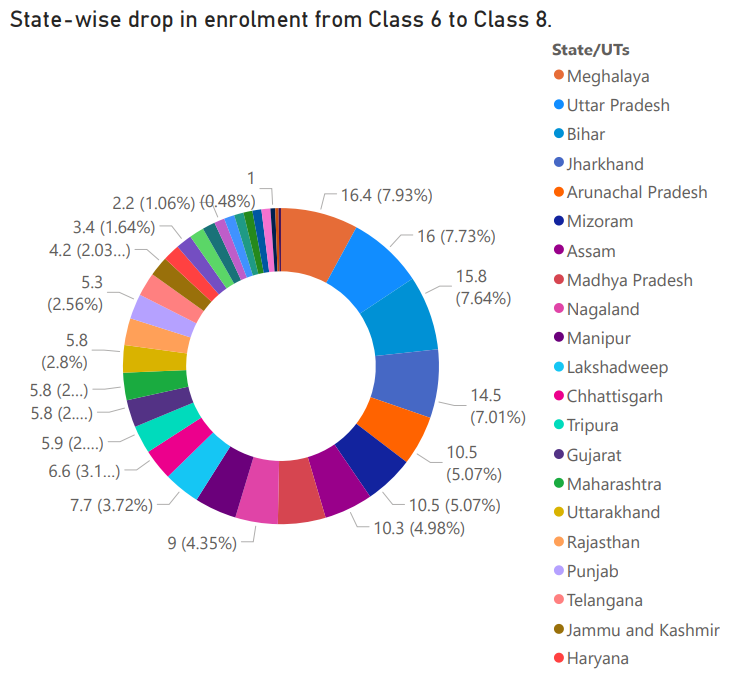 State-wise drop in enrolment from Class 6 to Class 8.
State/UTs
Meghalaya
Uttar Pradesh
Bihar
Jharkhand
Arunachal Pradesh
Mizoram
Assam
Madhya Pradesh
Nagaland
Manipur
Lakshadweep
Chhattisgarh
Tripura
Gujarat
Maharashtra
Uttarakhand
Rajasthan
Punjab
Telangana
Jammu and Kashmir
Haryana
16.4 (7.93%)
16 (7.73%)
15.8
(7.64%)
14.5
(7.01%)
10.5
(5.07%)
10.5 (5.07%)
10.3 (4.98%)
9 (4.35%)
7.7 (3.72%)
6.6 (3.1...)
5.9 (2....)
5.8 (2....)
5.8 (2...)
5.8
(2.8%)
5.3
(2.56%)
4.2 (2.03...)
3.4 (1.64%)
2.2 (1.06%)
1
(0.48%)